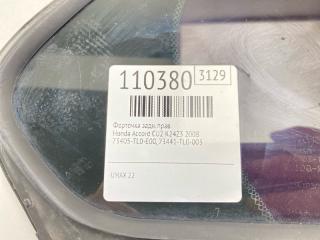 110380
3129
Форточка задн.прав.
Honda Accord CU2 K24Z3 2008
73405-TL0-E00, 73441-TL0-003
UMAX 22